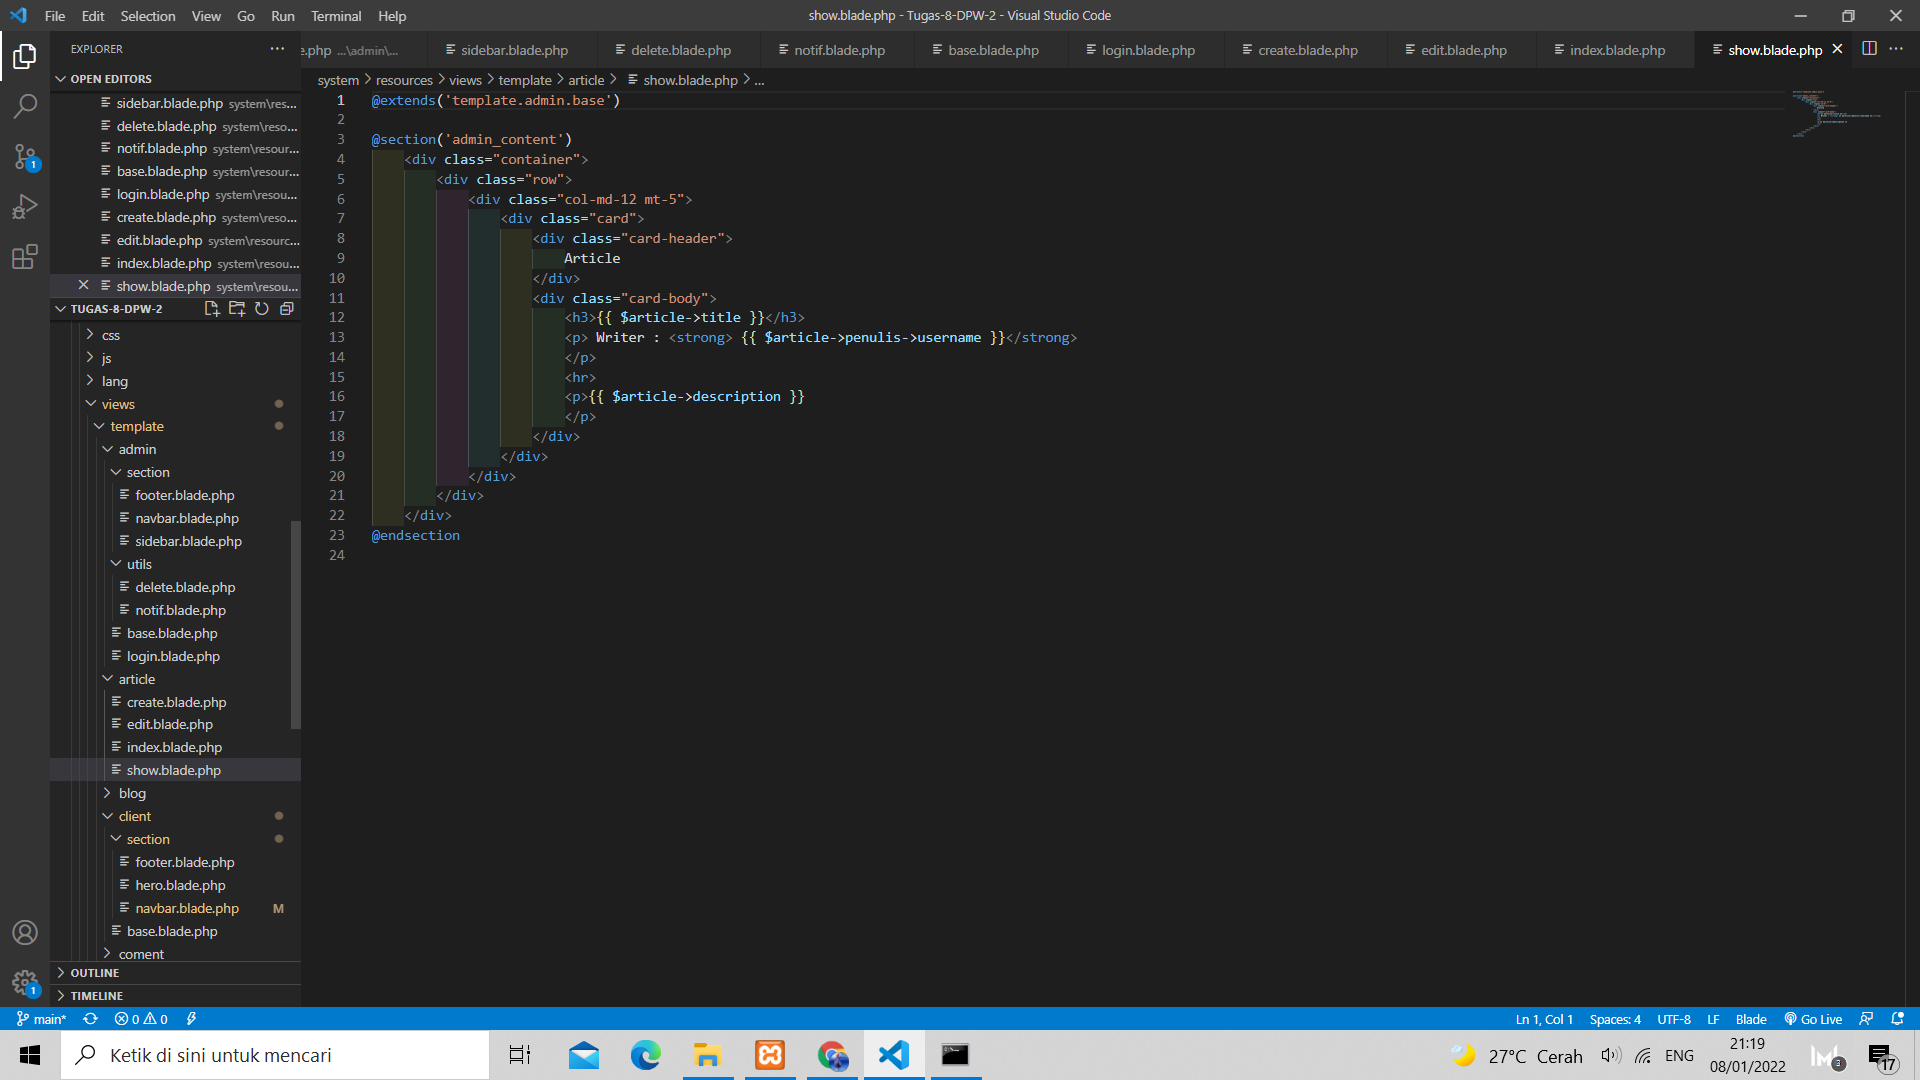 File Edit Selection View Go Run Terminal Help
show.blade.php - Tugas-8-DPW-2 - Visual Studio Code
EXPLORER
OPEN EDITORS
sidebar.blade.php system\res...
delete.blade.php system\reso...
notif.blade.php system\resour...
base.blade.php system\resou...
login.blade.php system\resou...
create.blade.php system\reso...
edit.blade.php system\resourc...
index.blade.php system\resou...
show.blade.php system\resou...
TUGAS-8-DPW-2
css
js
lang
views
template
admin
section
footer.blade.php
navbar.blade.php
sidebar.blade.php
utils
delete.blade.php
notif.blade.php
base.blade.php
login.blade.php
article
create.blade.php
edit.blade.php
index.blade.php
show.blade.php
blog
client
section
footer.blade.php
hero.blade.php
navbar.blade.php M
base.blade.php
coment
OUTLINE
TIMELINE
e.php ...\admin\... sidebar.blade.php delete.blade.php notif.blade.php base.blade.php login.blade.php create.blade.php edit.blade.php index.blade.php show.blade.php
system > resources > views > template > article > show.blade.php > ...
1 @extends('template.admin.base')
2
3 @section('admin_content')
4 <div class="container">
5 <div class="row">
6 <div class="col-md-12 mt-5">
7 <div class="card">
8 <div class="card-header">
9 Article
10 </div>
11 <div class="card-body">
12 <h3>{{ $article->title }}</h3>
13 <p> Writer : <strong> {{ $article->penulis->username }}</strong>
14 </p>
15 <hr>
16 <p>{{ $article->description }}
17 </p>
18 </div>
19 </div>
20 </div>
21 </div>
22 </div>
23 @endsection
24
1
1
main* 0 0
Ln 1, Col 1 Spaces: 4 UTF-8 LF Blade Go Live
Ketik di sini untuk mencari
27°C Cerah
ENG
21:19
08/01/2022
3
17